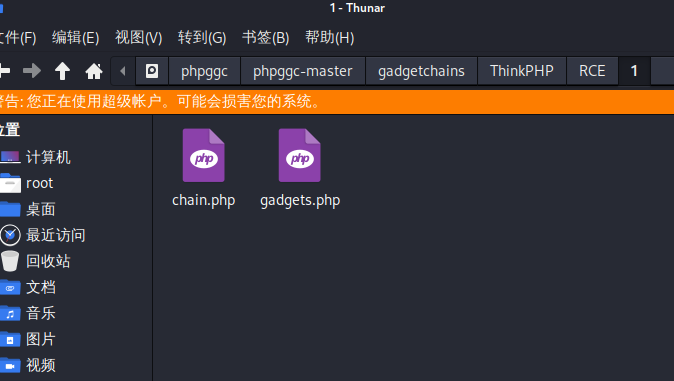 1 - Thunar
文件(F) 编辑(E) 视图(V) 转到(G) 书签(B) 帮助(H)
phpggc phpggc-master gadgetchains ThinkPHP RCE 1
警告: 您正在使用超级帐户。可能会损害您的系统。
位置
计算机
root
桌面
最近访问
回收站
文档
音乐
图片
视频
php
chain.php
php
gadgets.php